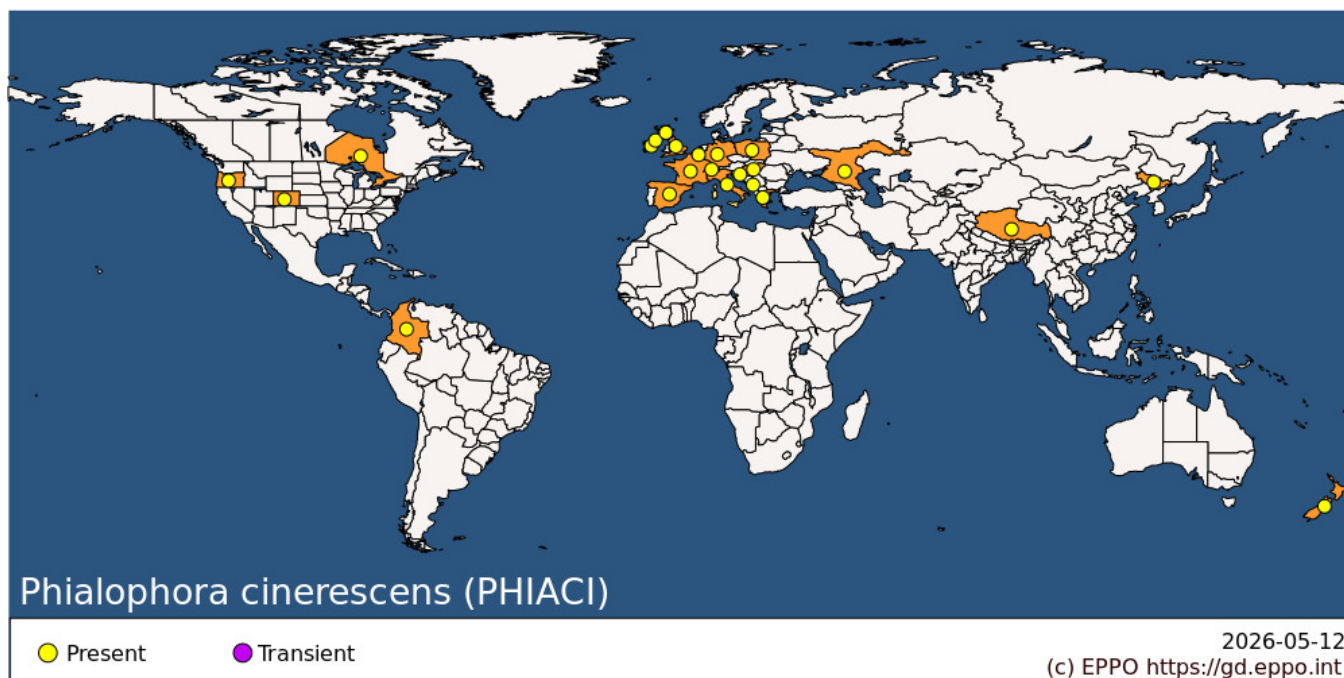 Phialophora cinerescens (PHIACI)
Present
Transient
2026-05-12
(c) EPPO https://gd.eppo.int